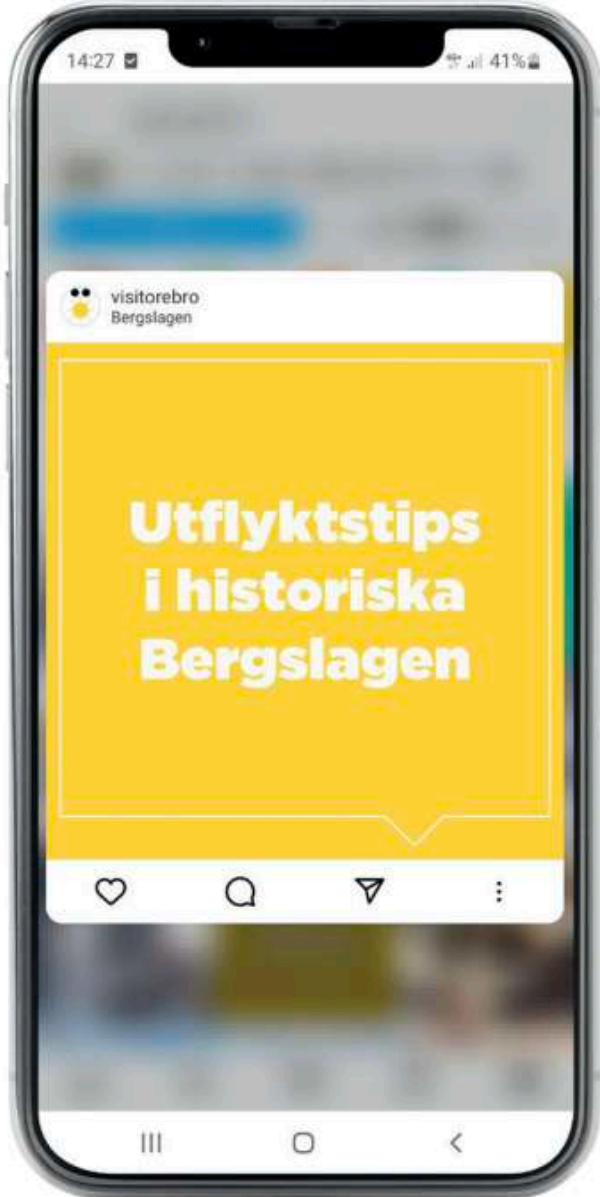 14:27
41%
visitorebro
Bergslagen
Utflyktstips
i historiska
Bergslagen